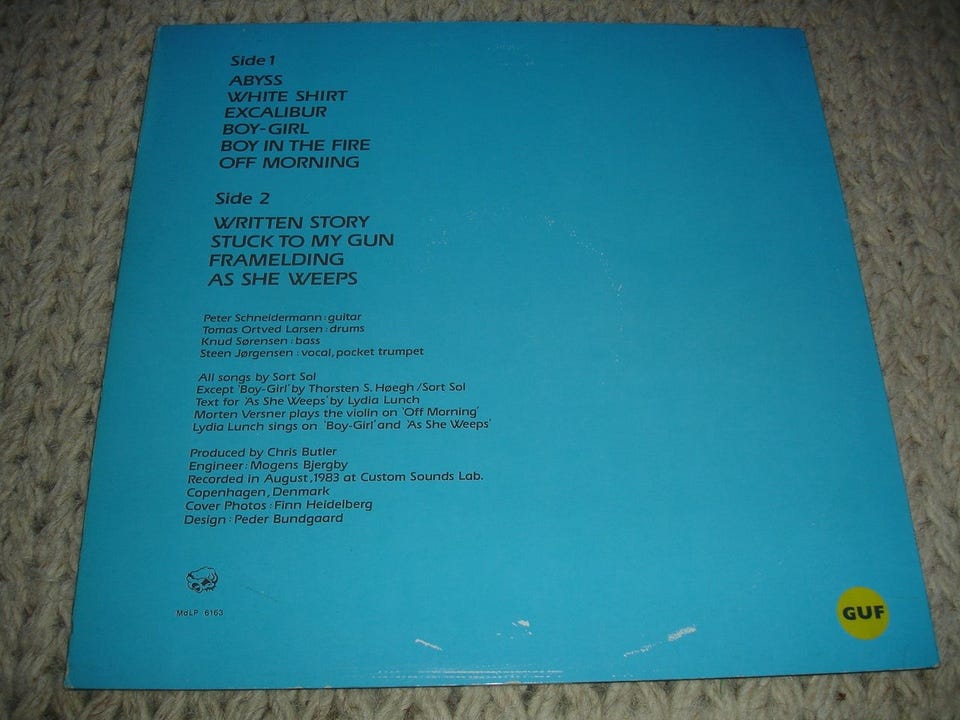 Side 1
ABYSS
WHITE SHIRT
EXCALIBUR
BOY-GIRL
BOY IN THE FIRE
OFF MORNING
Side 2
WRITTEN STORY
STUCK TO MY GUN
FRAMELDING
AS SHE WEEPS
Peter Schneidermann : guitar
Tomas Ortved Larsen : drums
Knud Sørensen : bass
Steen Jørgensen : vocal, pocket trumpet
All songs by Sort Sol
Except 'Boy-Girl' by Thorsten S. Høegh / Sort Sol
Text for 'As She Weeps' by Lydia Lunch
Morten Versner plays the violin on 'Off Morning'
Lydia Lunch sings on 'Boy-Girl' and 'As She Weeps'
Produced by Chris Butler
Engineer : Mogens Bjergby
Recorded in August, 1983 at Custom Sounds Lab.
Copenhagen, Denmark
Cover Photos : Finn Heidelberg
Design : Peder Bundgaard
MdLP 6163
GUF